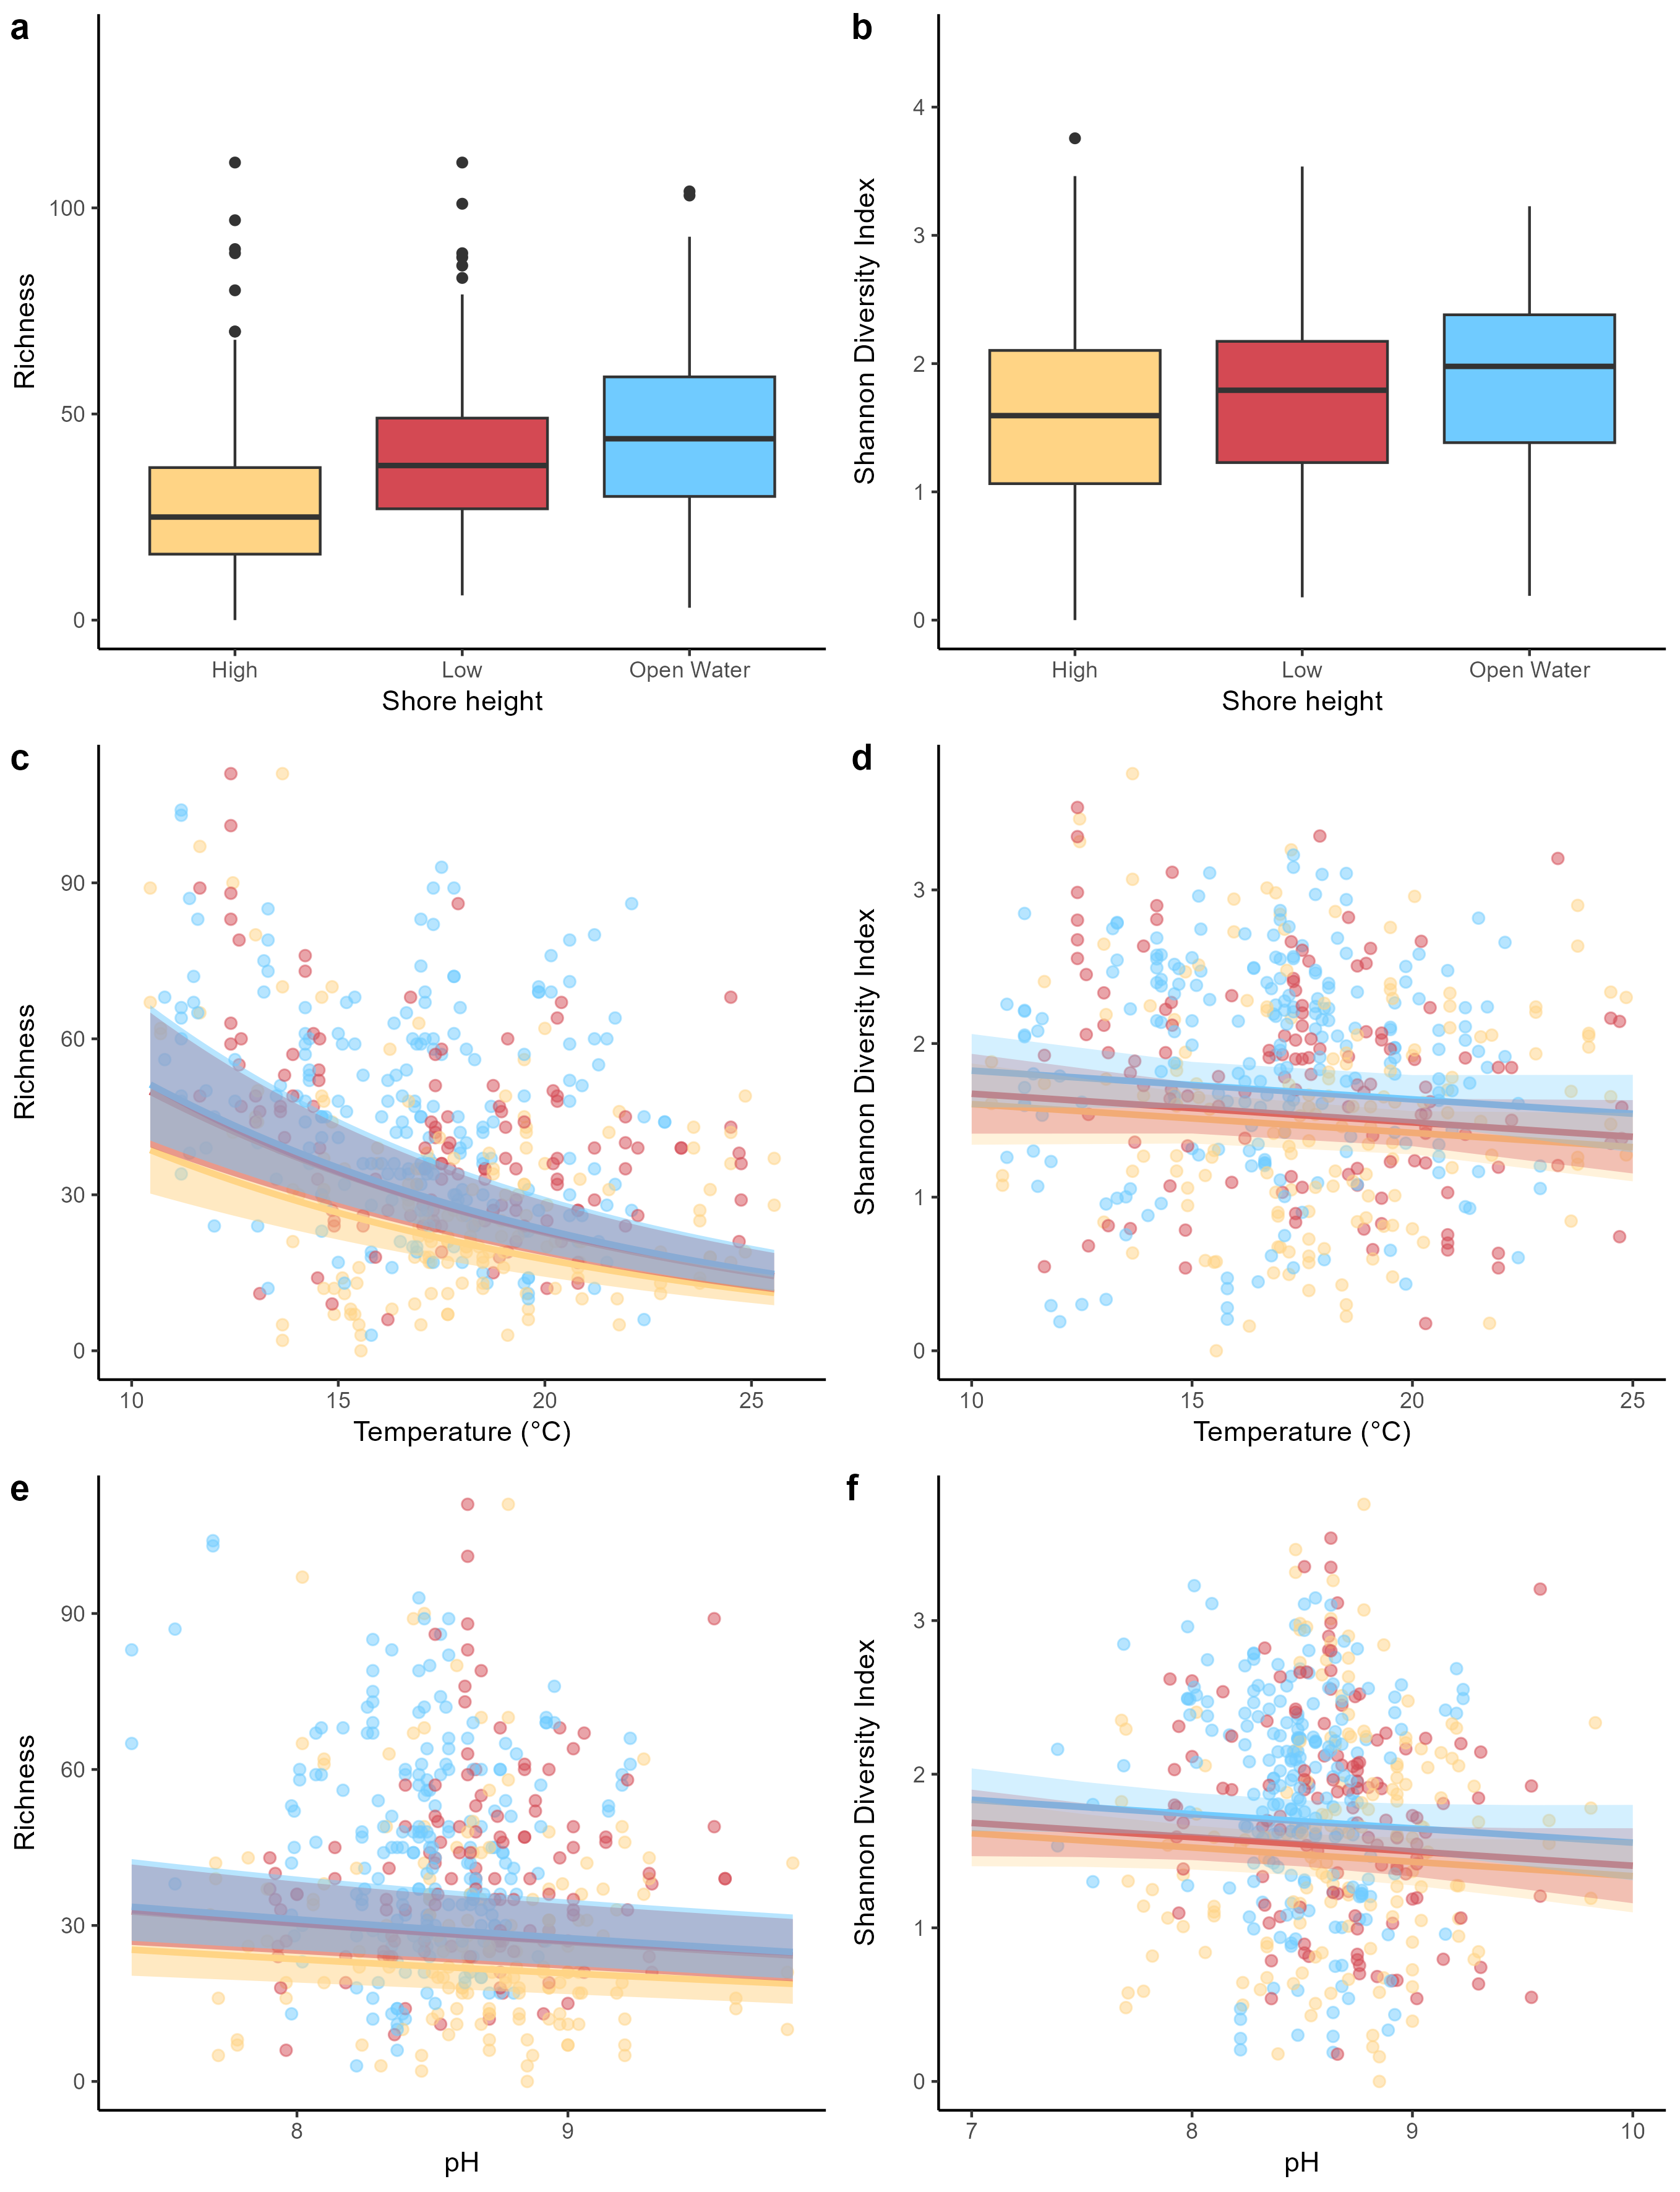 a
Richness
100
50
0
High Low Open Water
Shore height
b
Shannon Diversity Index
4
3
2
1
0
High Low Open Water
Shore height
c
Richness
90
60
30
0
10 15 20 25
Temperature (°C)
d
Shannon Diversity Index
3
2
1
0
10 15 20 25
Temperature (°C)
e
Richness
90
60
30
0
8 9
pH
f
Shannon Diversity Index
3
2
1
0
7 8 9 10
pH